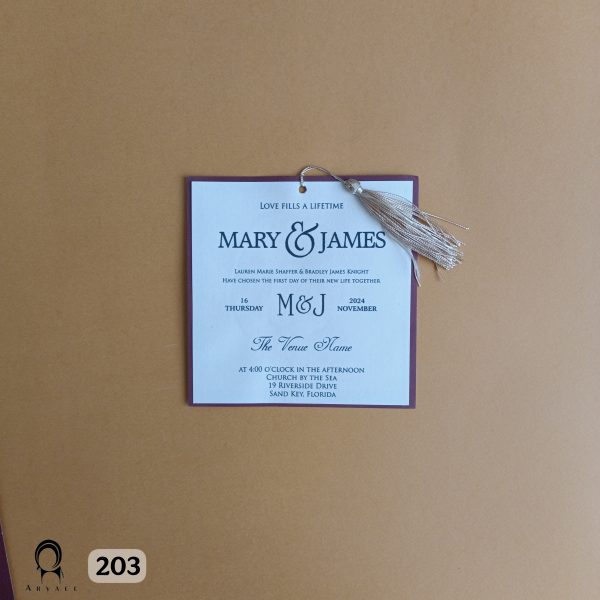 LOVE FILLS A LIFETIME
MARY & JAMES
LAUREN MARIE SHAFFER & BRADLEY JAMES KNIGHT
HAVE CHOSEN THE FIRST DAY OF THEIR NEW LIFE TOGETHER
16
THURSDAY
M&J
2024
NOVEMBER
The Venue Name
AT 4:00 O'CLOCK IN THE AFTERNOON
CHURCH BY THE SEA
19 RIVERSIDE DRIVE
SAND KEY, FLORIDA
203